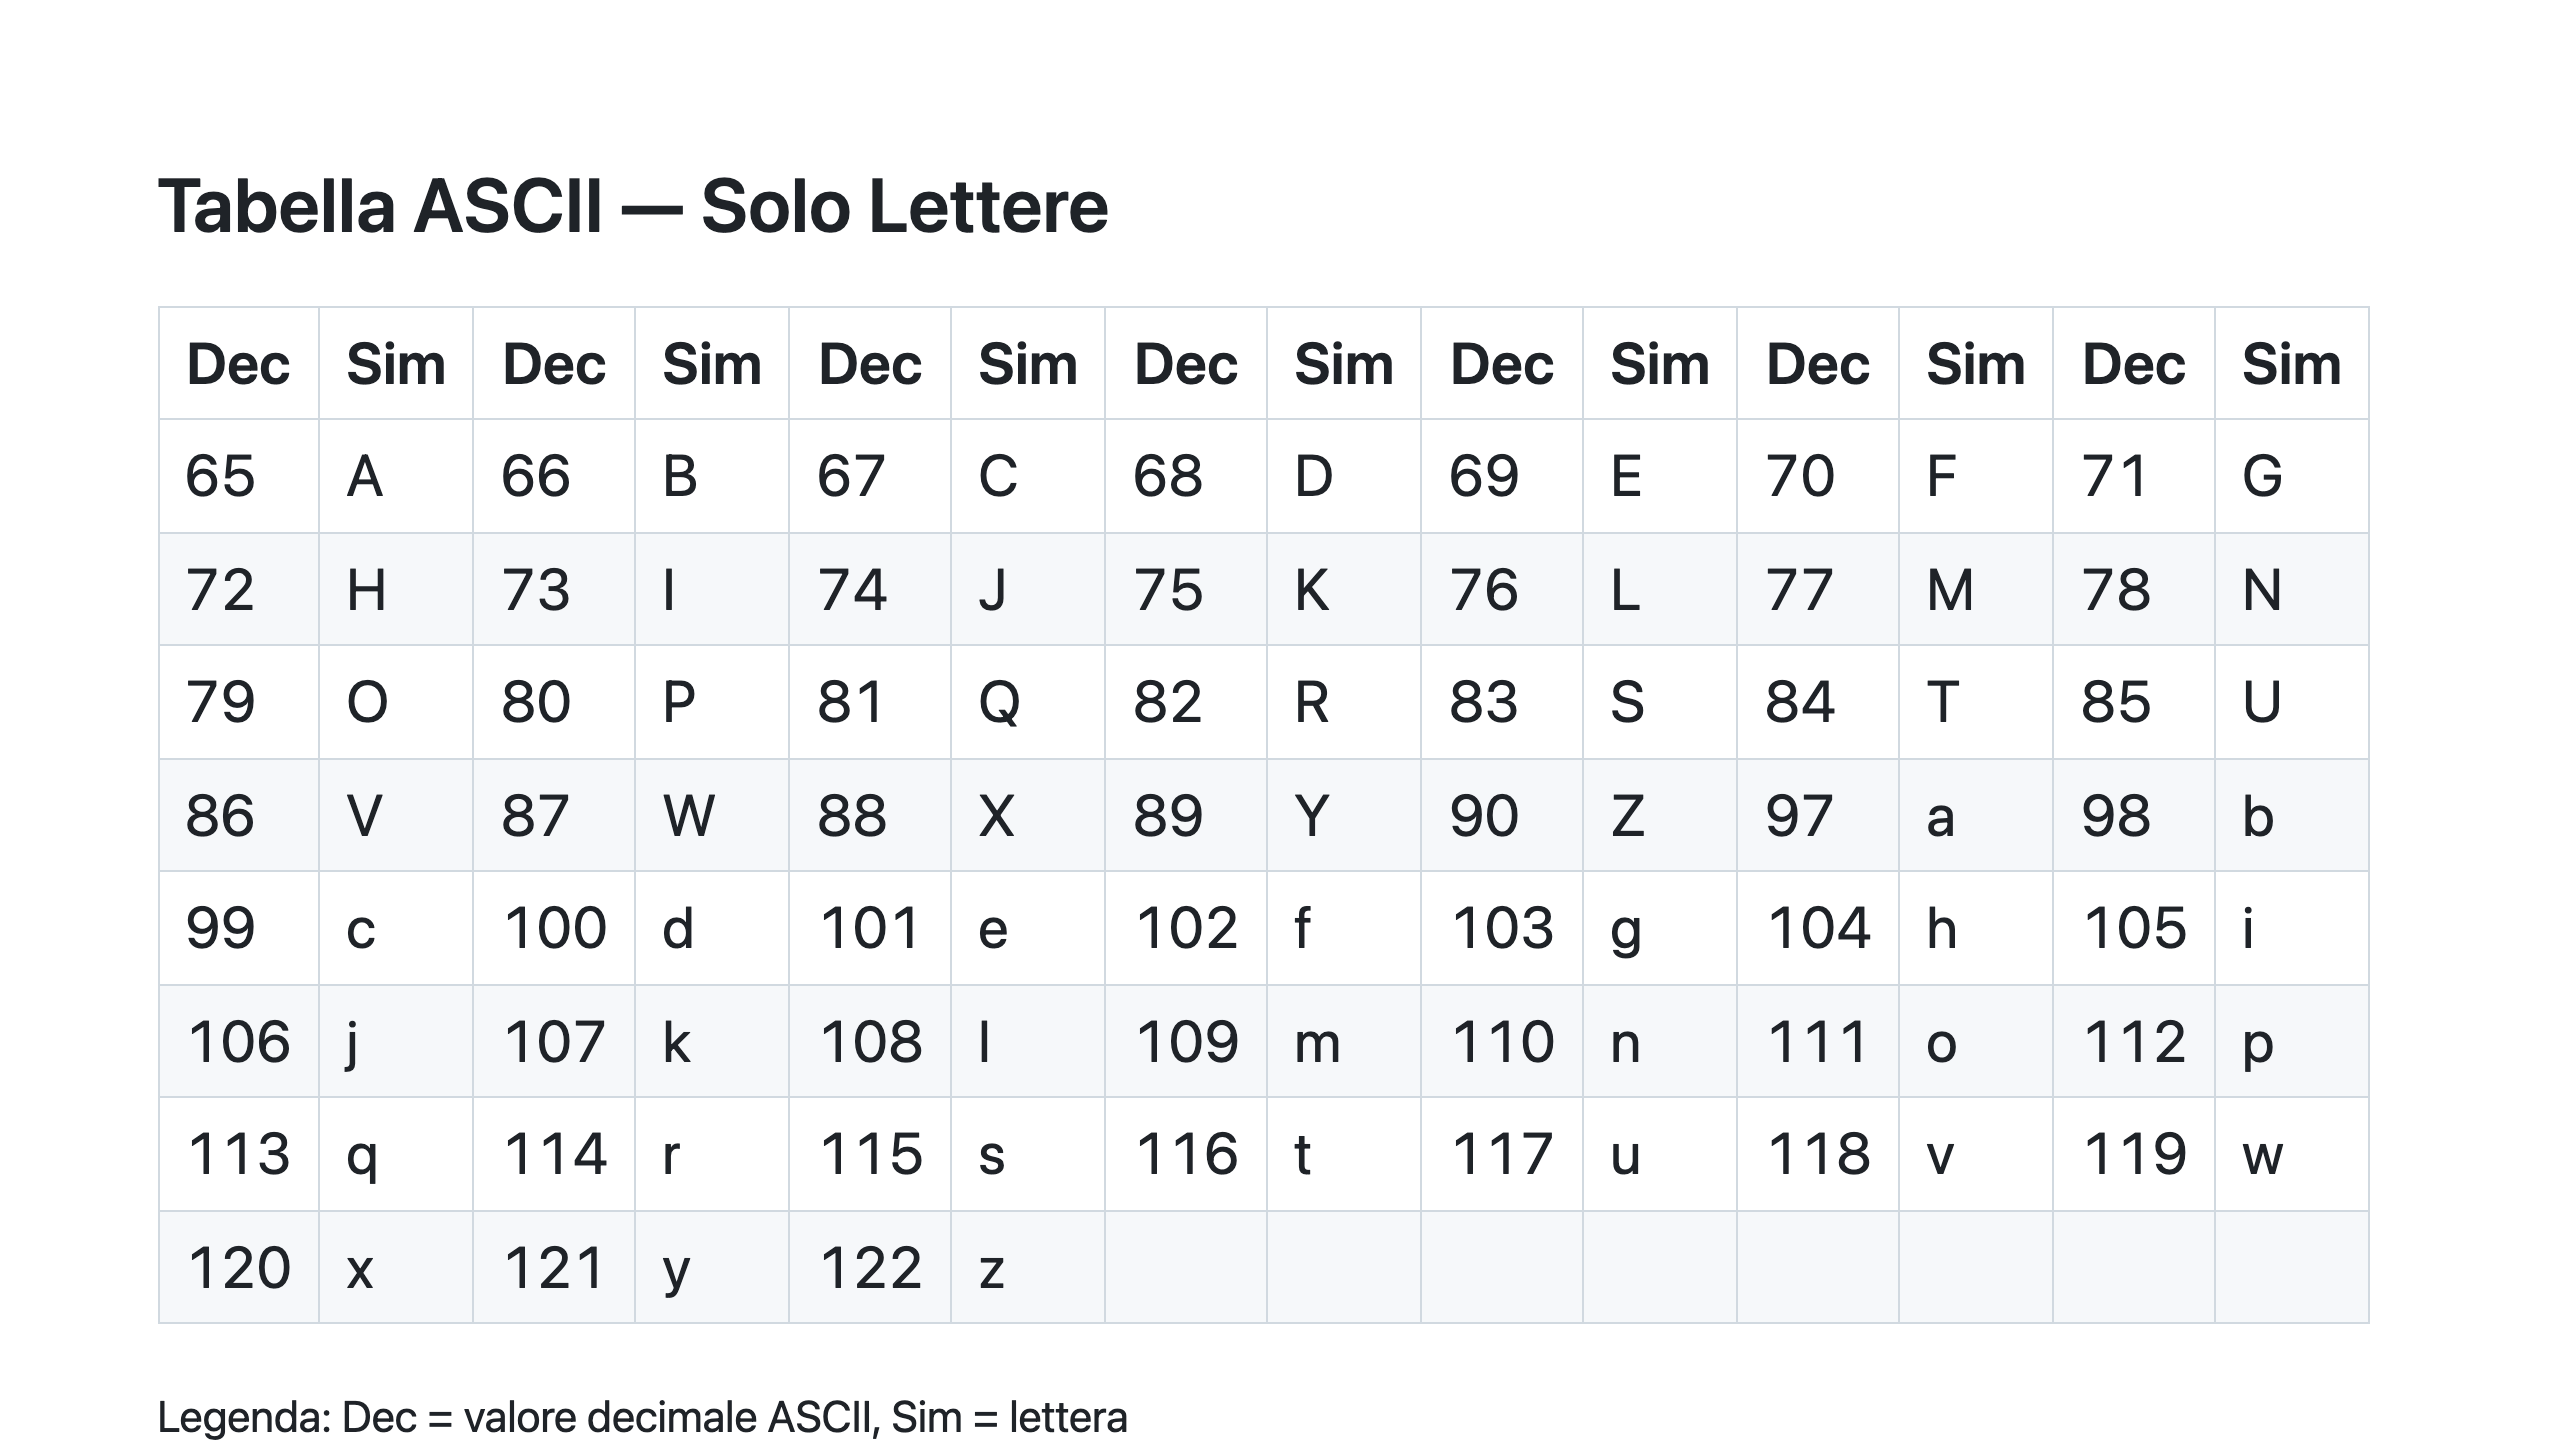 Tabella ASCII — Solo Lettere
Dec Sim Dec Sim Dec Sim Dec Sim Dec Sim Dec Sim Dec Sim
65 A 66 B 67 C 68 D 69 E 70 F 71 G
72 H 73 I 74 J 75 K 76 L 77 M 78 N
79 O 80 P 81 Q 82 R 83 S 84 T 85 U
86 V 87 W 88 X 89 Y 90 Z 97 a 98 b
99 c 100 d 101 e 102 f 103 g 104 h 105 i
106 j 107 k 108 l 109 m 110 n 111 o 112 p
113 q 114 r 115 s 116 t 117 u 118 v 119 w
120 x 121 y 122 z
Legenda: Dec = valore decimale ASCII, Sim = lettera